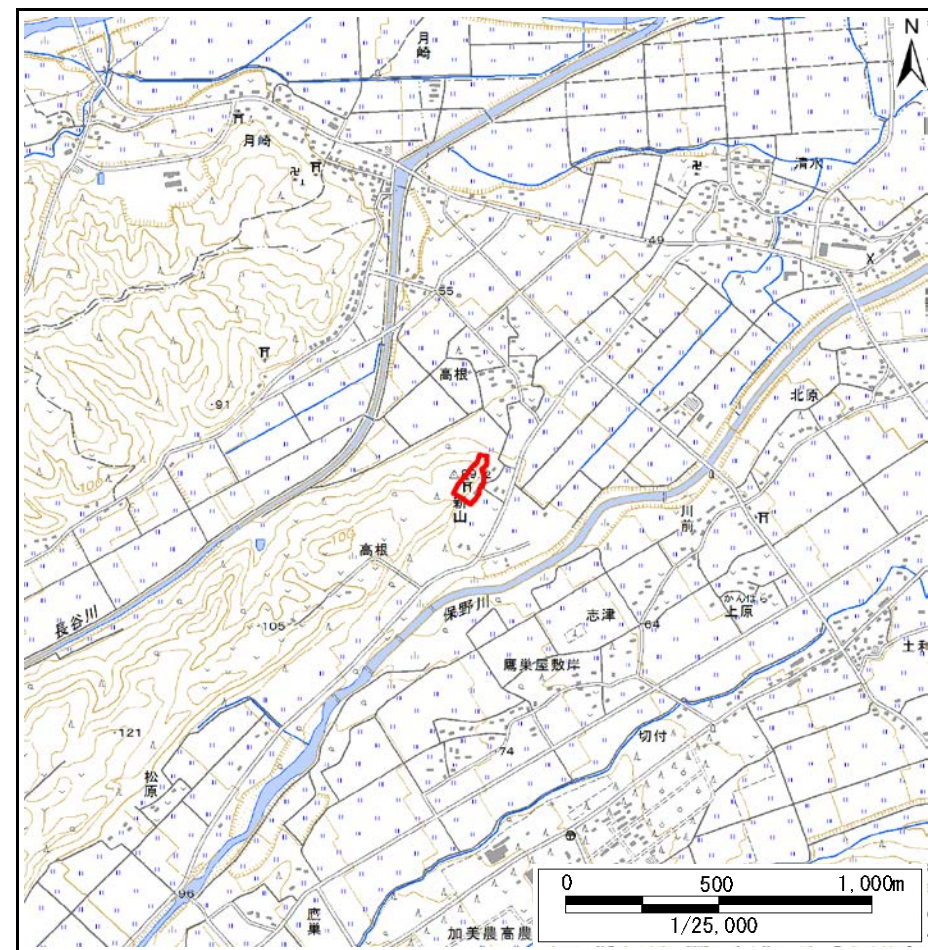 月崎
N
月崎
清水
49
55
高根
91
北原
100
新山
川前
高根
105
長谷川
保野川
志津
かんばら
上原
64
鷹巣屋敷岸
121
74
切付
松原
96
鷹巣
加美農高農
0 500 1,000m
1/25,000